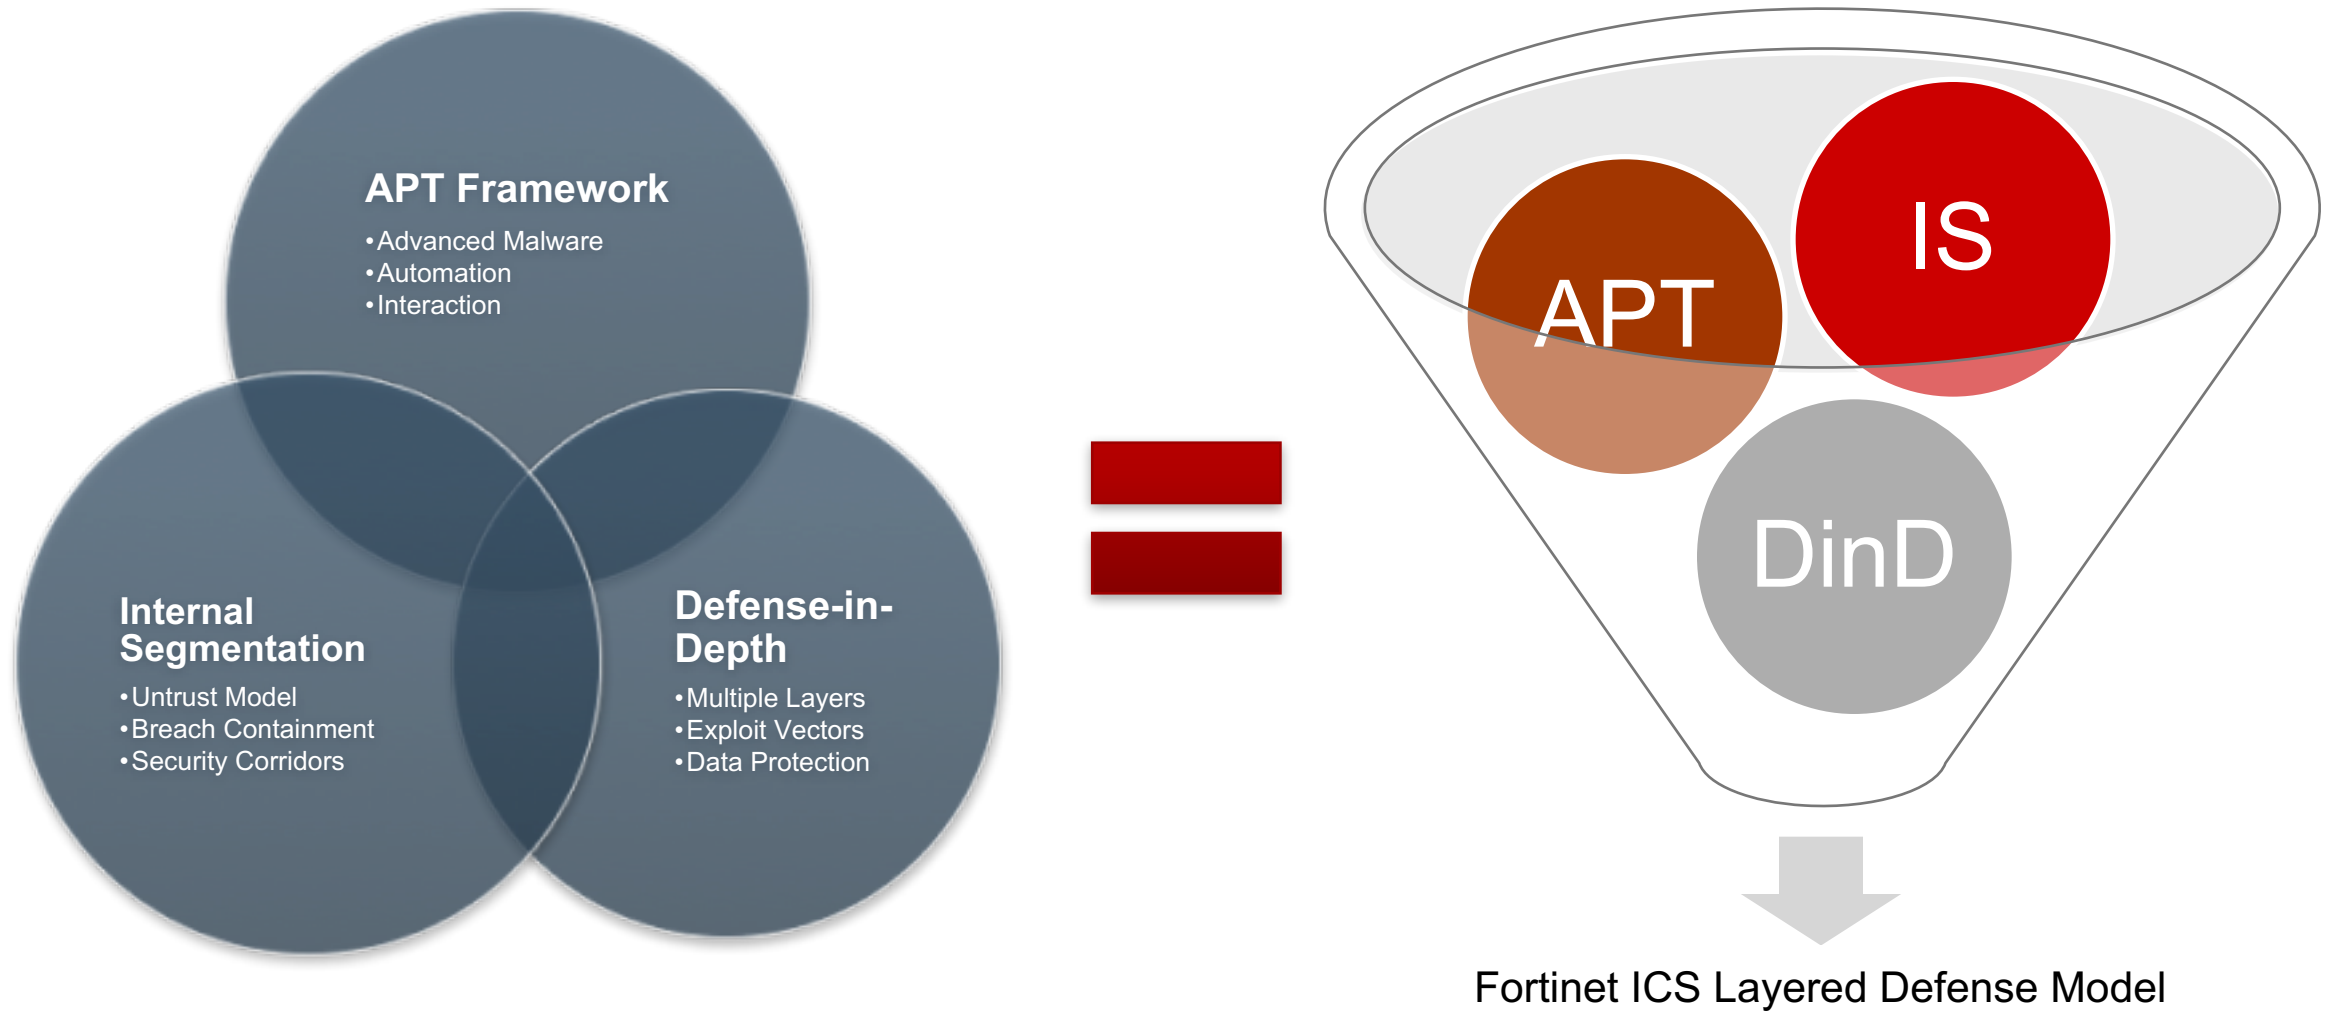 APT Framework
•Advanced Malware
•Automation
•Interaction
Internal
Segmentation
•Untrust Model
•Breach Containment
•Security Corridors
Defense-in-
Depth
•Multiple Layers
•Exploit Vectors
•Data Protection
APT
IS
DinD
Fortinet ICS Layered Defense Model